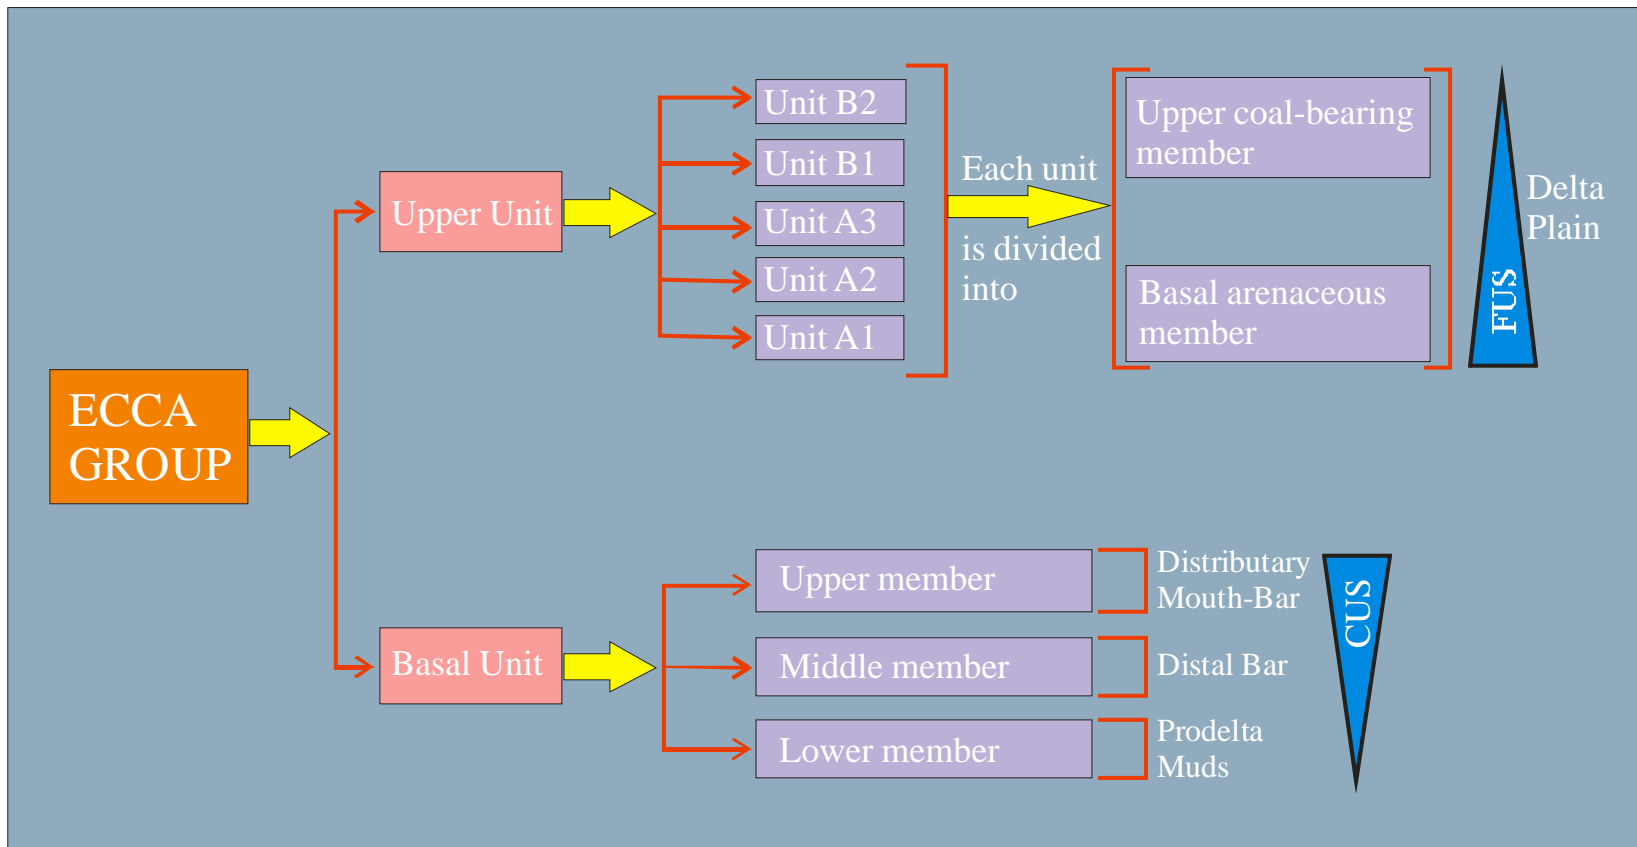 ECCA
GROUP
Upper Unit
Unit B2
Unit B1
Unit A3
Unit A2
Unit A1
Each unit
is divided
into
Upper coal-bearing
member
Basal arenaceous
member
FUS
Delta
Plain
Basal Unit
Upper member
Middle member
Lower member
Distributary
Mouth-Bar
Distal Bar
Prodelta
Muds
CUS